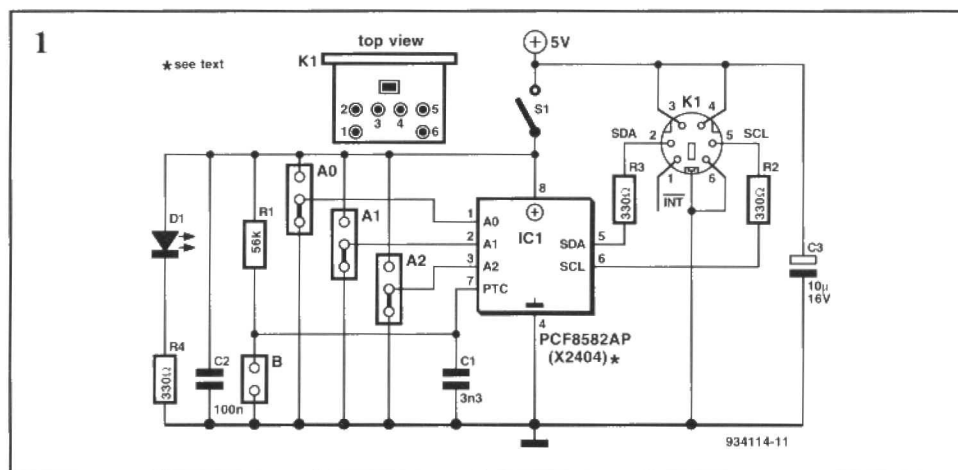 1
top view
K1
2 3 4 5
1 6
★ see text
5V
S1
3 K1 4
SDA 2 5 SCL
1 6
INT
R3
330Ω
R2
330Ω
C3
10µ
16V
A0
A1
A2
D1
R1
56k
8
IC1
1 A0
2 A1
3 A2
7 PTC
SDA 5
SCL 6
4
PCF8582AP
(X2404) ★
R4
330Ω
C2
100n
B
C1
3n3
934114-11